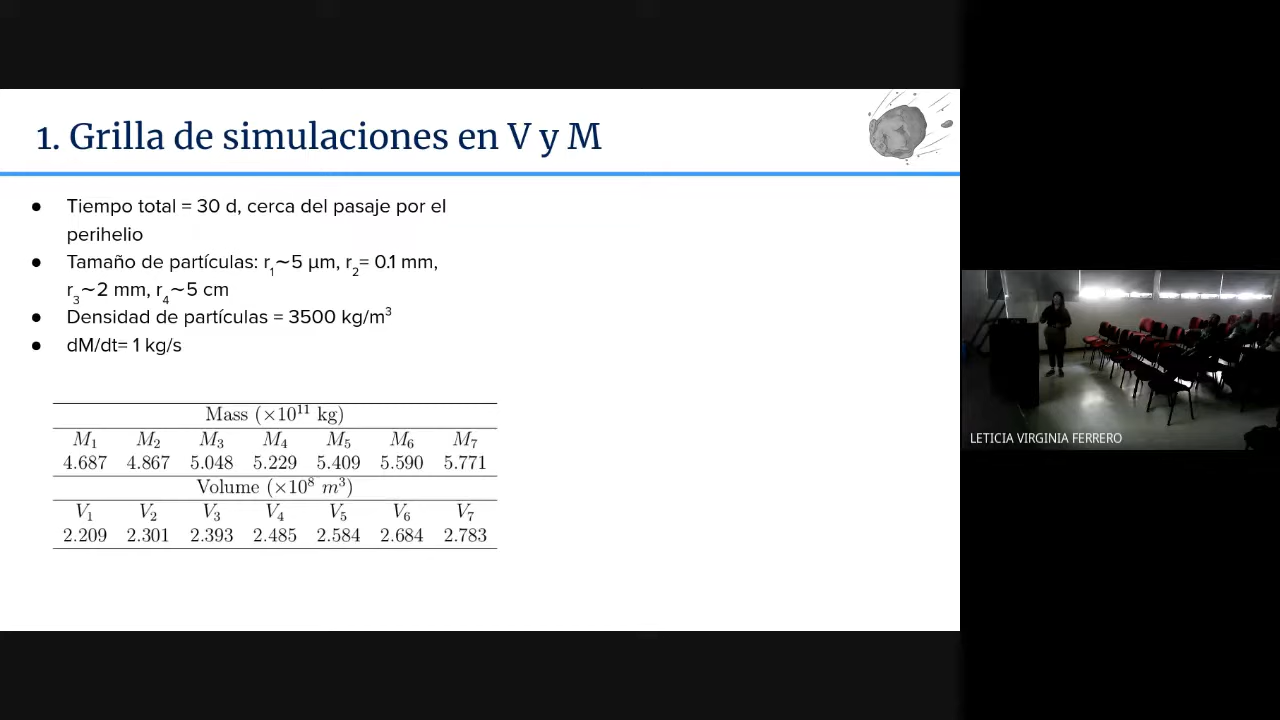 1. Grilla de simulaciones en V y M
● Tiempo total = 30 d, cerca del pasaje por el
perihelio
● Tamaño de partículas: r₁∼5 μm, r₂= 0.1 mm,
r₃∼2 mm, r₄∼5 cm
● Densidad de partículas = 3500 kg/m³
● dM/dt= 1 kg/s
Mass (×10¹¹ kg)
M₁ M₂ M₃ M₄ M₅ M₆ M₇
4.687 4.867 5.048 5.229 5.409 5.590 5.771
Volume (×10⁸ m³)
V₁ V₂ V₃ V₄ V₅ V₆ V₇
2.209 2.301 2.393 2.485 2.584 2.684 2.783
LETICIA VIRGINIA FERRERO